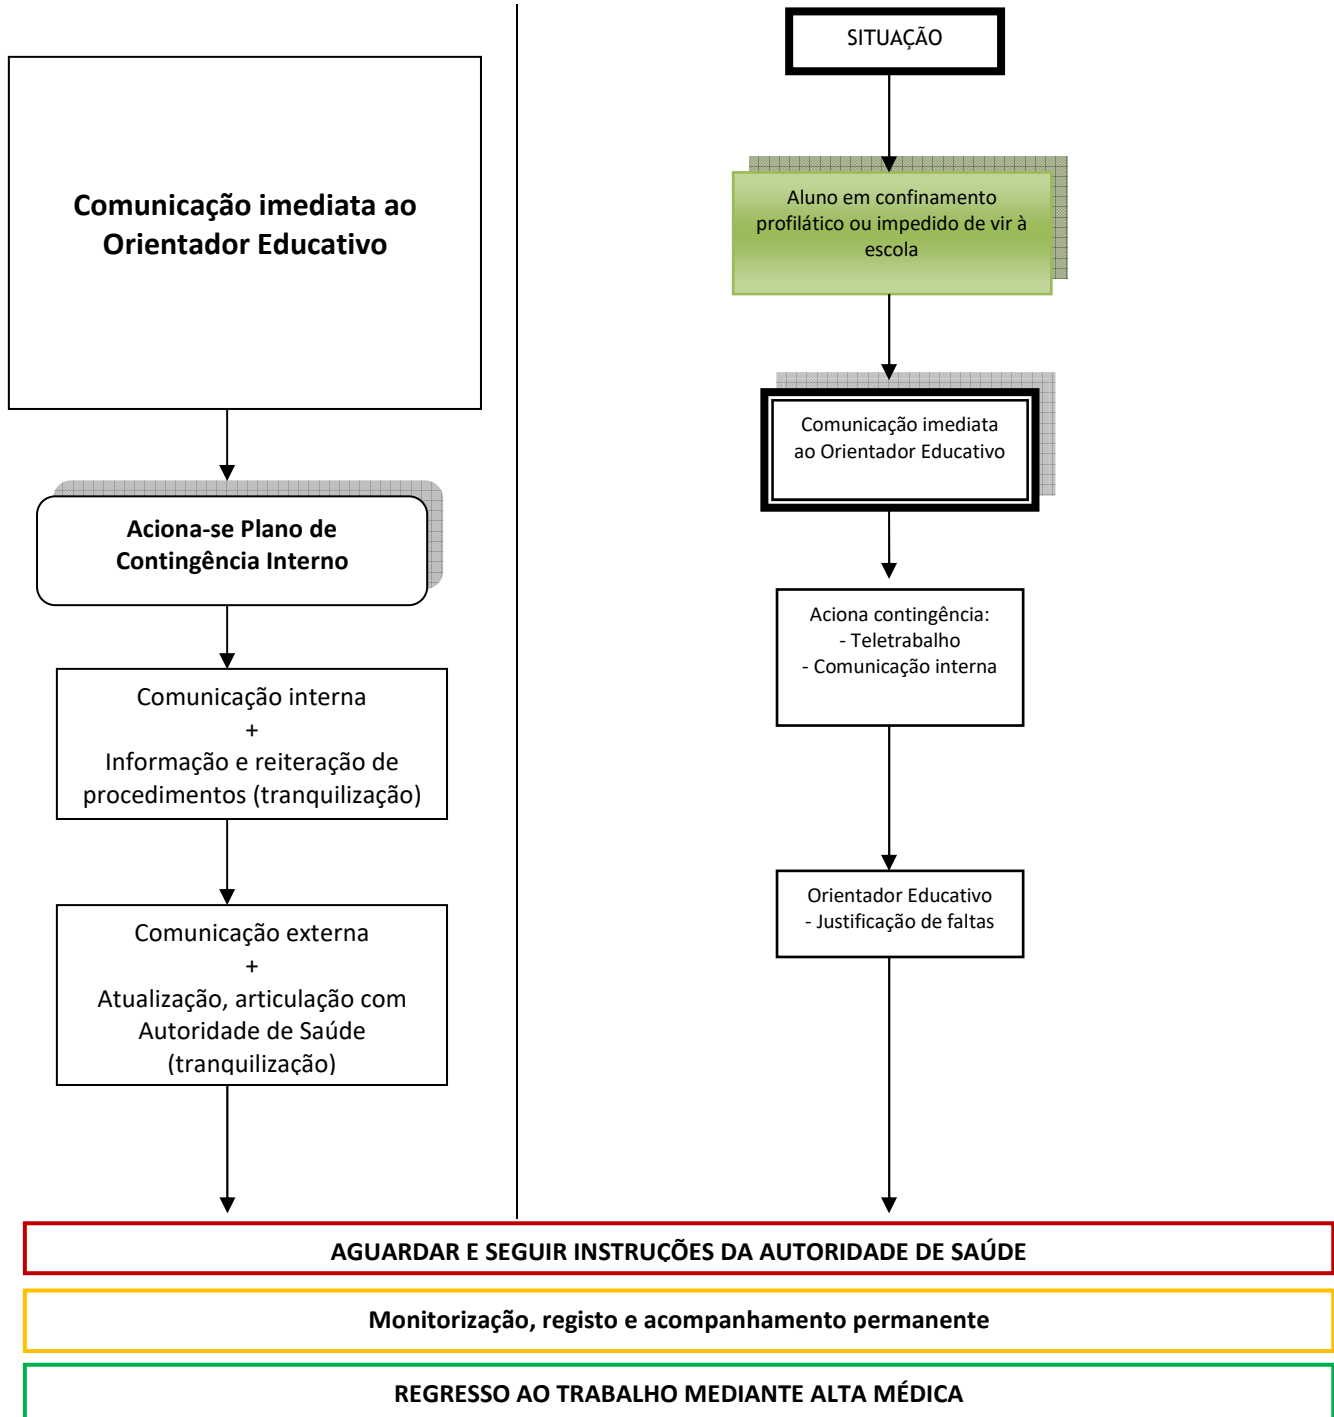 Comunicação imediata ao
Orientador Educativo
Aciona-se Plano de
Contingência Interno
Comunicação interna
+
Informação e reiteração de
procedimentos (tranquilização)
Comunicação externa
+
Atualização, articulação com
Autoridade de Saúde
(tranquilização)
SITUAÇÃO
Aluno em confinamento
profilático ou impedido de vir à
escola
Comunicação imediata
ao Orientador Educativo
Aciona contingência:
- Teletrabalho
- Comunicação interna
Orientador Educativo
- Justificação de faltas
AGUARDAR E SEGUIR INSTRUÇÕES DA AUTORIDADE DE SAÚDE
Monitorização, registo e acompanhamento permanente
REGRESSO AO TRABALHO MEDIANTE ALTA MÉDICA